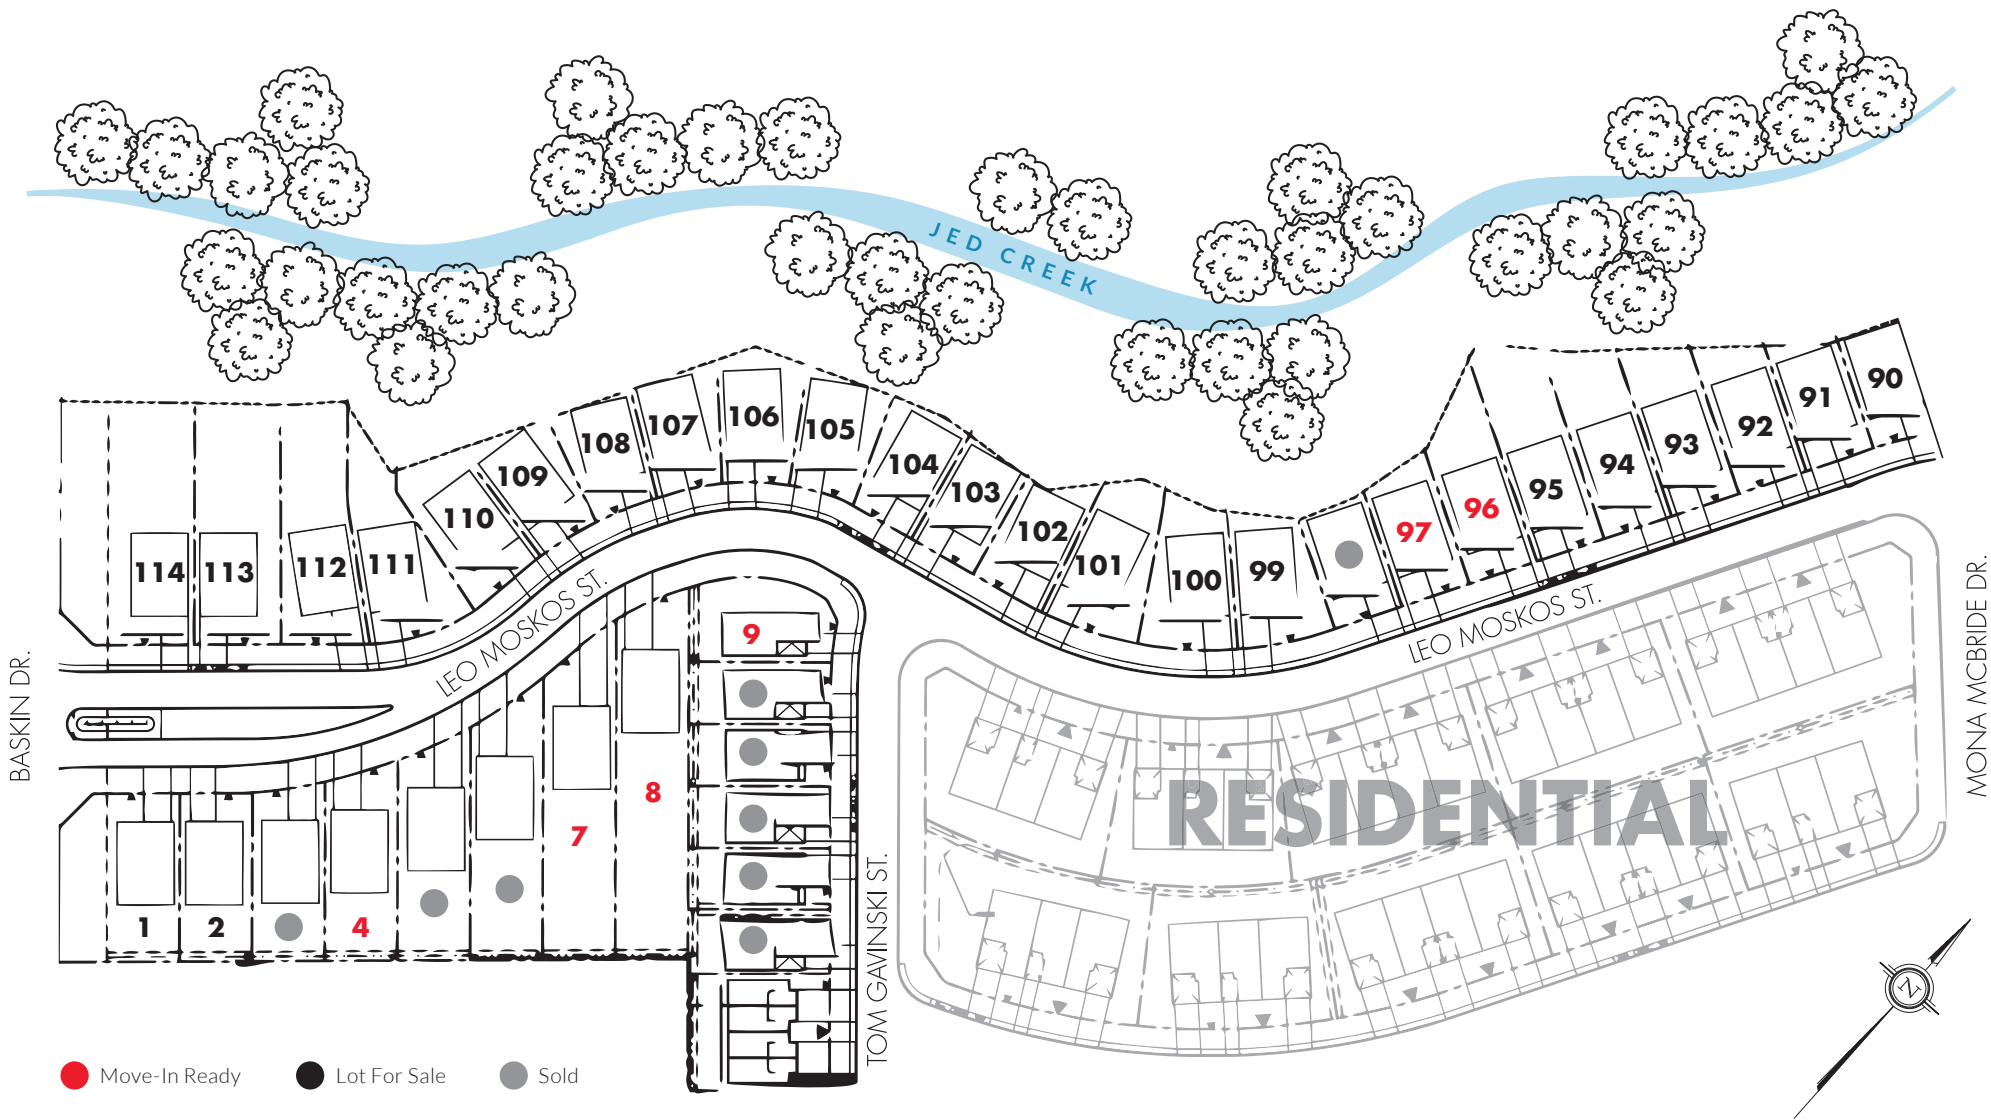 JED CREEK
90
91
92
93
94
95
96
97
99
100
101
102
103
104
105
106
107
108
109
110
111
112
113
114
LEO MOSKOS ST.
LEO MOSKOS ST.
BASKIN DR.
MONA MCBRIDE DR.
TOM GAVINSKI ST.
9
8
7
4
2
1
RESIDENTIAL
N
Move-In Ready
Lot For Sale
Sold